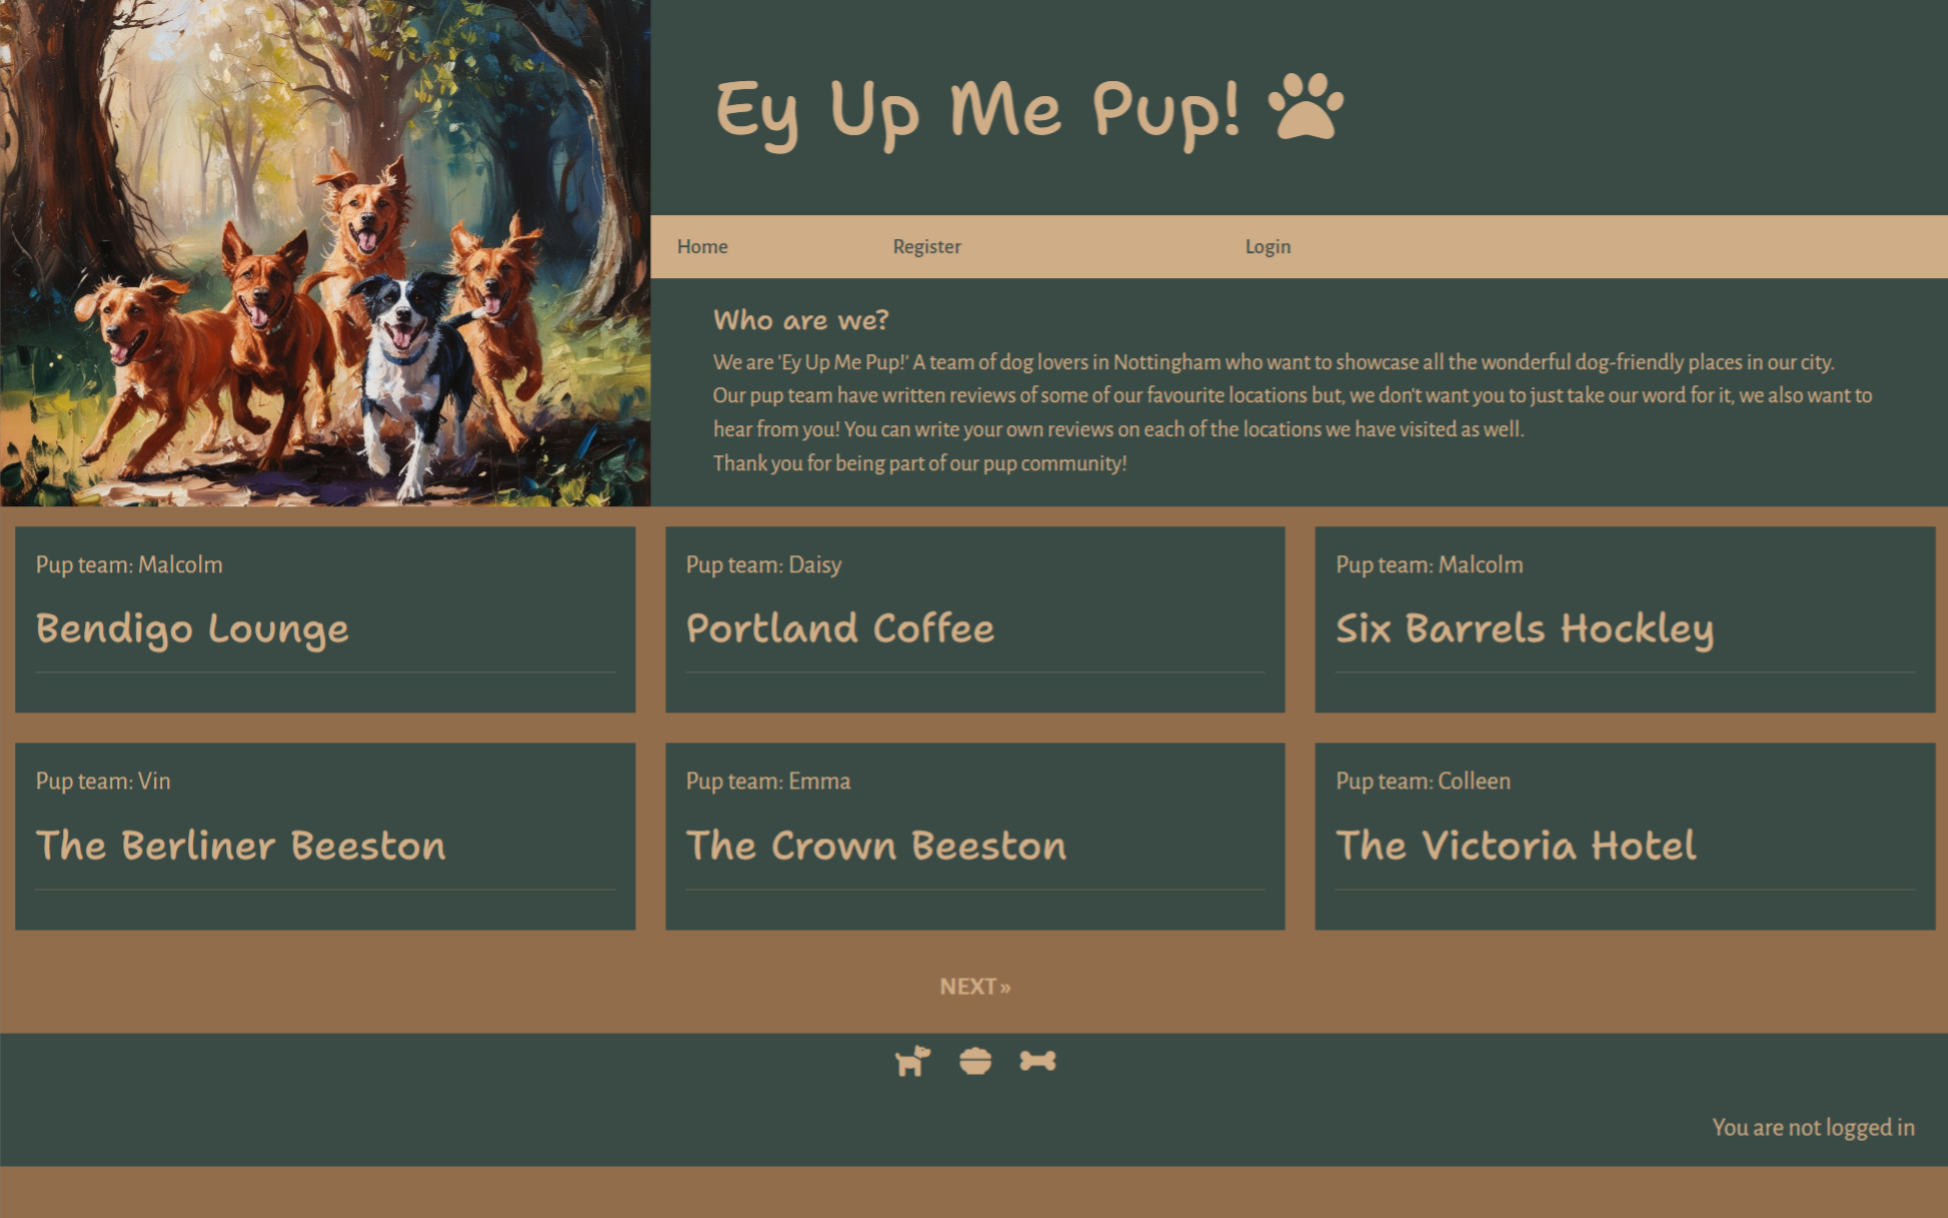 Ey Up Me Pup!
Home Register Login
Who are we?
We are 'Ey Up Me Pup!' A team of dog lovers in Nottingham who want to showcase all the wonderful dog-friendly places in our city.
Our pup team have written reviews of some of our favourite locations but, we don't want you to just take our word for it, we also want to
hear from you! You can write your own reviews on each of the locations we have visited as well.
Thank you for being part of our pup community!
Pup team: Malcolm
Bendigo Lounge
Pup team: Daisy
Portland Coffee
Pup team: Malcolm
Six Barrels Hockley
Pup team: Vin
The Berliner Beeston
Pup team: Emma
The Crown Beeston
Pup team: Colleen
The Victoria Hotel
NEXT »
You are not logged in